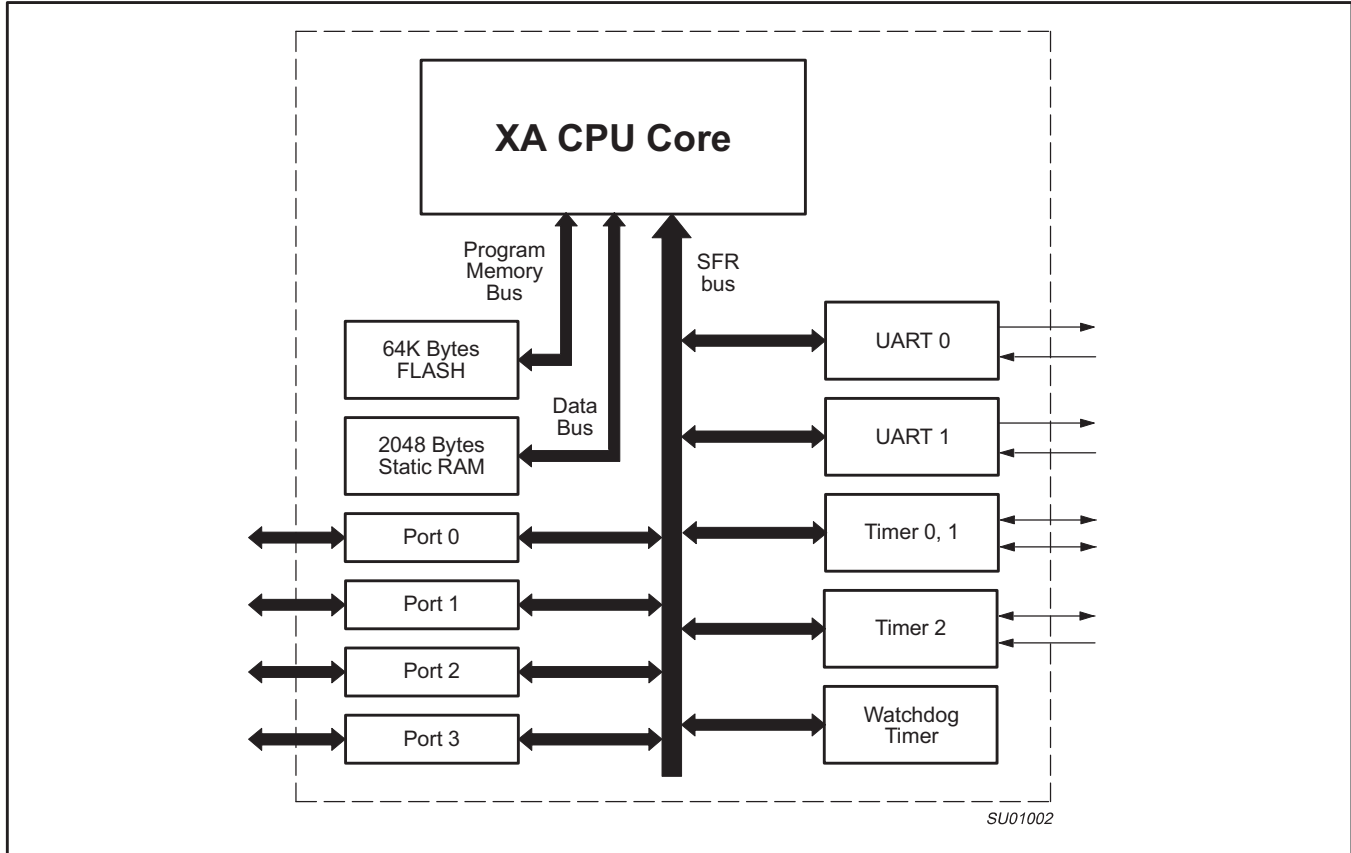 XA CPU Core
Program
Memory
Bus
SFR
bus
64K Bytes
FLASH
Data
Bus
2048 Bytes
Static RAM
Port 0
Port 1
Port 2
Port 3
UART 0
UART 1
Timer 0, 1
Timer 2
Watchdog
Timer
SU01002